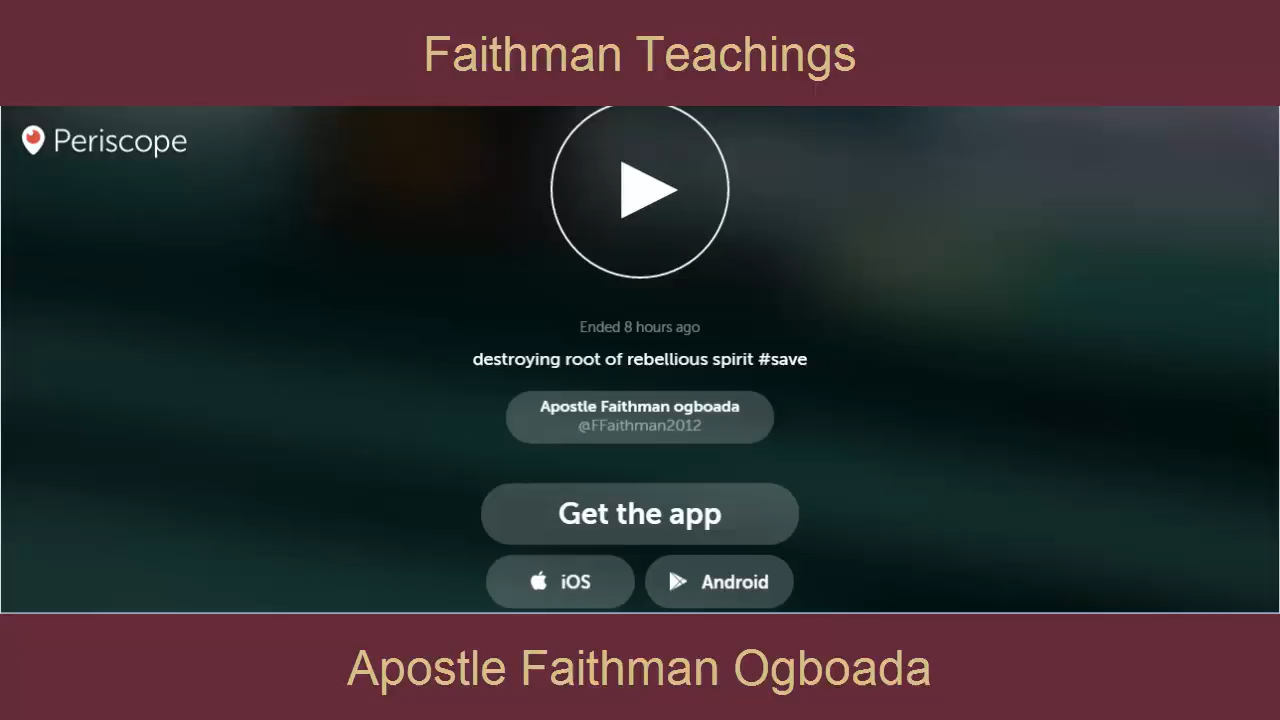 Faithman Teachings
Periscope
Ended 8 hours ago
destroying root of rebellious spirit #save
Apostle Faithman ogboada
@FFaithman2012
Get the app
iOS
Android
Apostle Faithman Ogboada